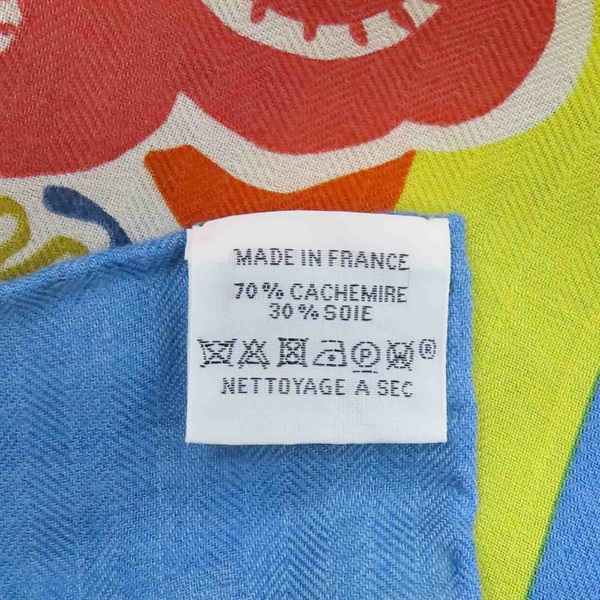 MADE IN FRANCE
70% CACHEMIRE
30% SOIE
P W ®
NETTOYAGE A SEC